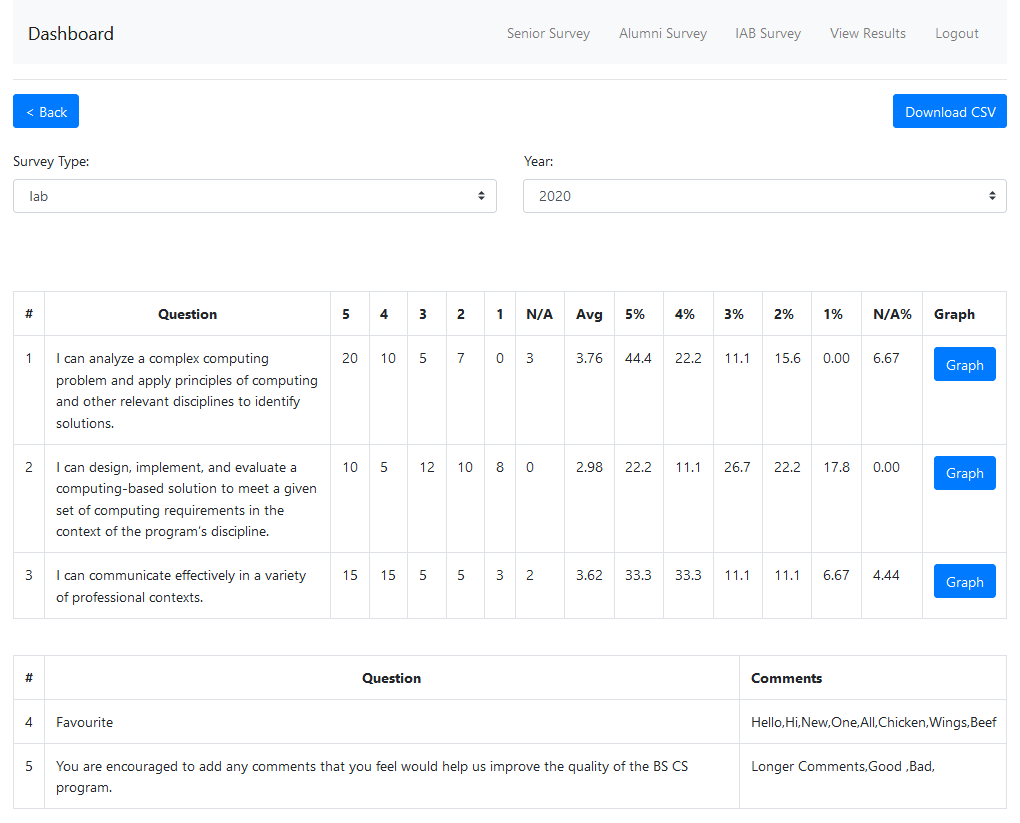 Dashboard Senior Survey Alumni Survey IAB Survey View Results Logout
< Back Download CSV
Survey Type: Year:
Iab 2020
# Question 5 4 3 2 1 N/A Avg 5% 4% 3% 2% 1% N/A% Graph
1 I can analyze a complex computing 20 10 5 7 0 3 3.76 44.4 22.2 11.1 15.6 0.00 6.67 Graph
problem and apply principles of computing
and other relevant disciplines to identify
solutions.
2 I can design, implement, and evaluate a 10 5 12 10 8 0 2.98 22.2 11.1 26.7 22.2 17.8 0.00 Graph
computing-based solution to meet a given
set of computing requirements in the
context of the program's discipline.
3 I can communicate effectively in a variety 15 15 5 5 3 2 3.62 33.3 33.3 11.1 11.1 6.67 4.44 Graph
of professional contexts.
# Question Comments
4 Favourite Hello,Hi,New,One,All,Chicken,Wings,Beef
5 You are encouraged to add any comments that you feel would help us improve the quality of the BS CS Longer Comments,Good ,Bad,
program.